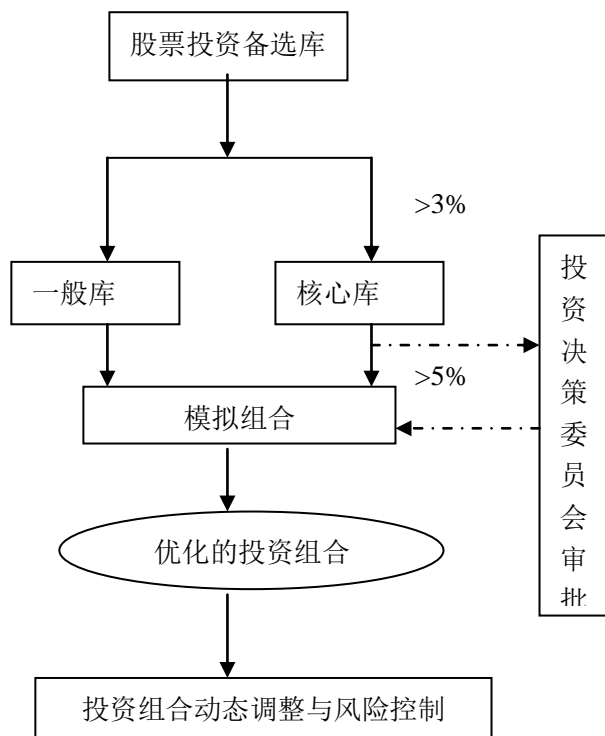 股票投资备选库
>3%
一般库
核心库
>5%
模拟组合
优化的投资组合
投资组合动态调整与风险控制
投资决策委员会审批